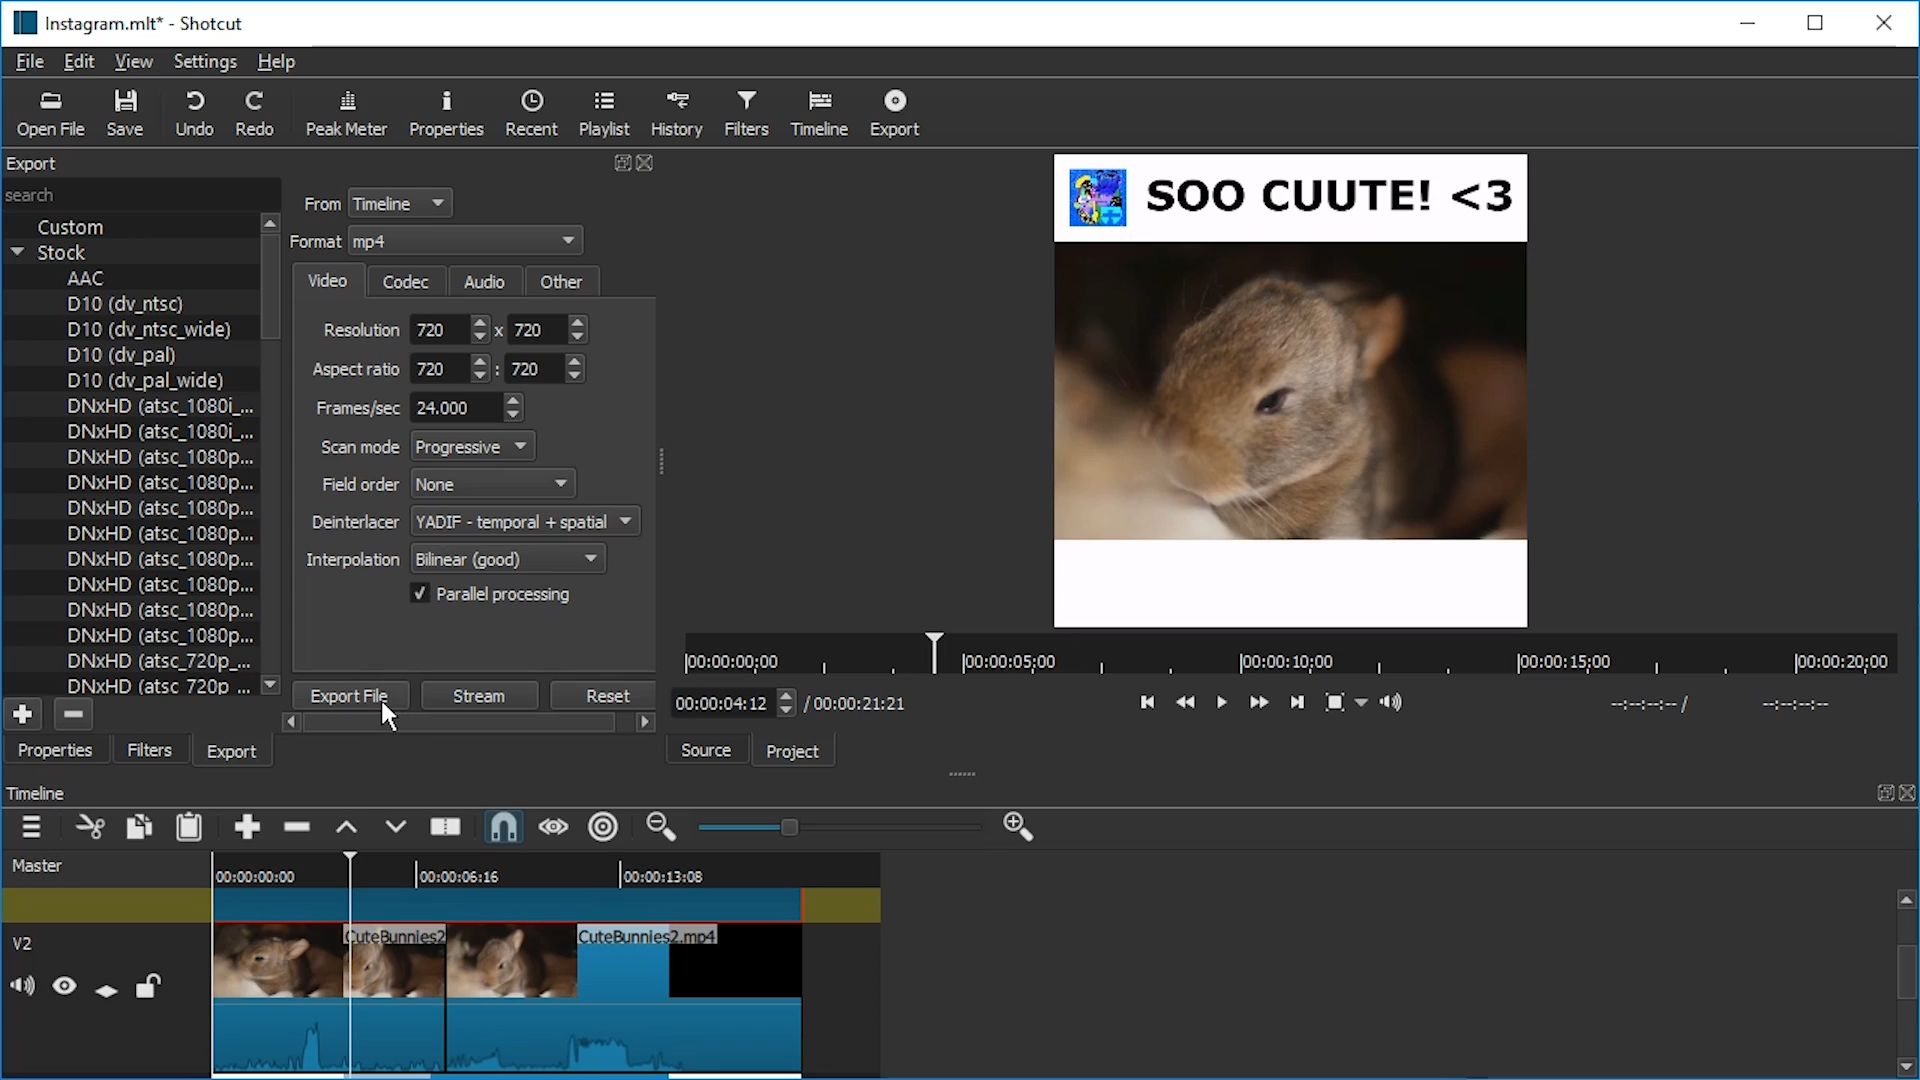 Instagram.mlt* - Shotcut
File Edit View Settings Help
Open File Save Undo Redo Peak Meter Properties Recent Playlist History Filters Timeline Export
Export
search
Custom
Stock
AAC
D10 (dv_ntsc)
D10 (dv_ntsc_wide)
D10 (dv_pal)
D10 (dv_pal_wide)
DNxHD (atsc_1080i_...
DNxHD (atsc_1080i_...
DNxHD (atsc_1080p...
DNxHD (atsc_1080p...
DNxHD (atsc_1080p...
DNxHD (atsc_1080p...
DNxHD (atsc_1080p...
DNxHD (atsc_1080p...
DNxHD (atsc_1080p...
DNxHD (atsc_1080p...
DNxHD (atsc_720p_...
DNxHD (atsc 720p ...
From Timeline
Format mp4
Video Codec Audio Other
Resolution 720 x 720
Aspect ratio 720 : 720
Frames/sec 24.000
Scan mode Progressive
Field order None
Deinterlacer YADIF - temporal + spatial
Interpolation Bilinear (good)
Parallel processing
Export File Stream Reset
Properties Filters Export
SOO CUUTE! <3
00:00:00;00 00:00:05;00 00:00:10;00 00:00:15;00 00:00:20;00
00:00:04:12 / 00:00:21:21 --:--:--:-- / --:--:--:--
Source Project
Timeline
Master
00:00:00:00 00:00:06:16 00:00:13:08
V2
CuteBunnies2 CuteBunnies2.mp4